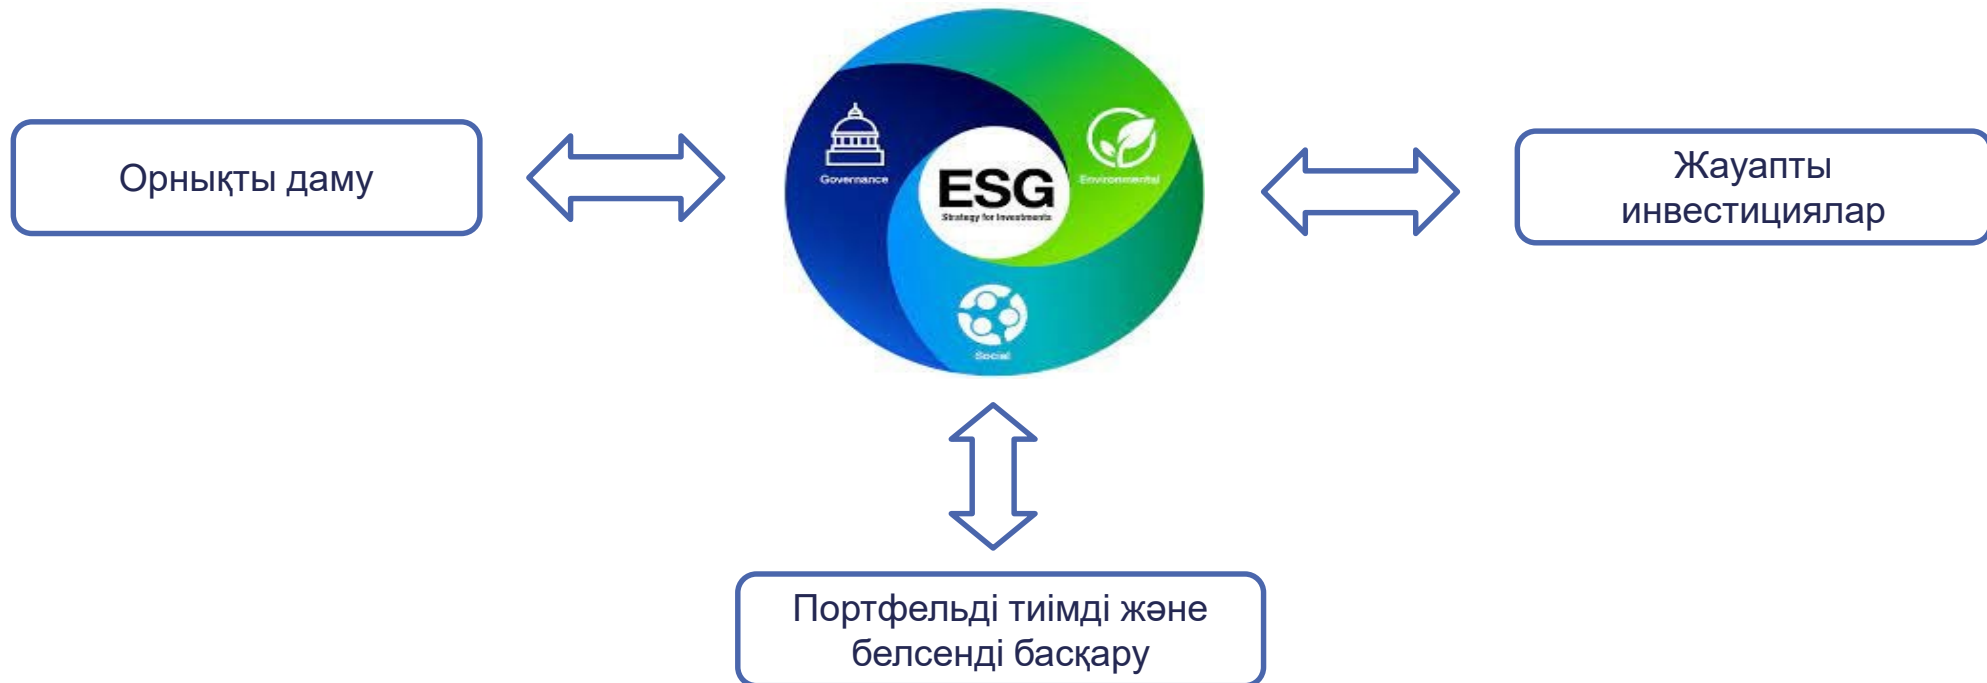 Орнықты даму
Governance
Environmental
ESG
Strategy for Investments
Social
Жауапты
инвестициялар
Портфельді тиімді және
белсенді басқару